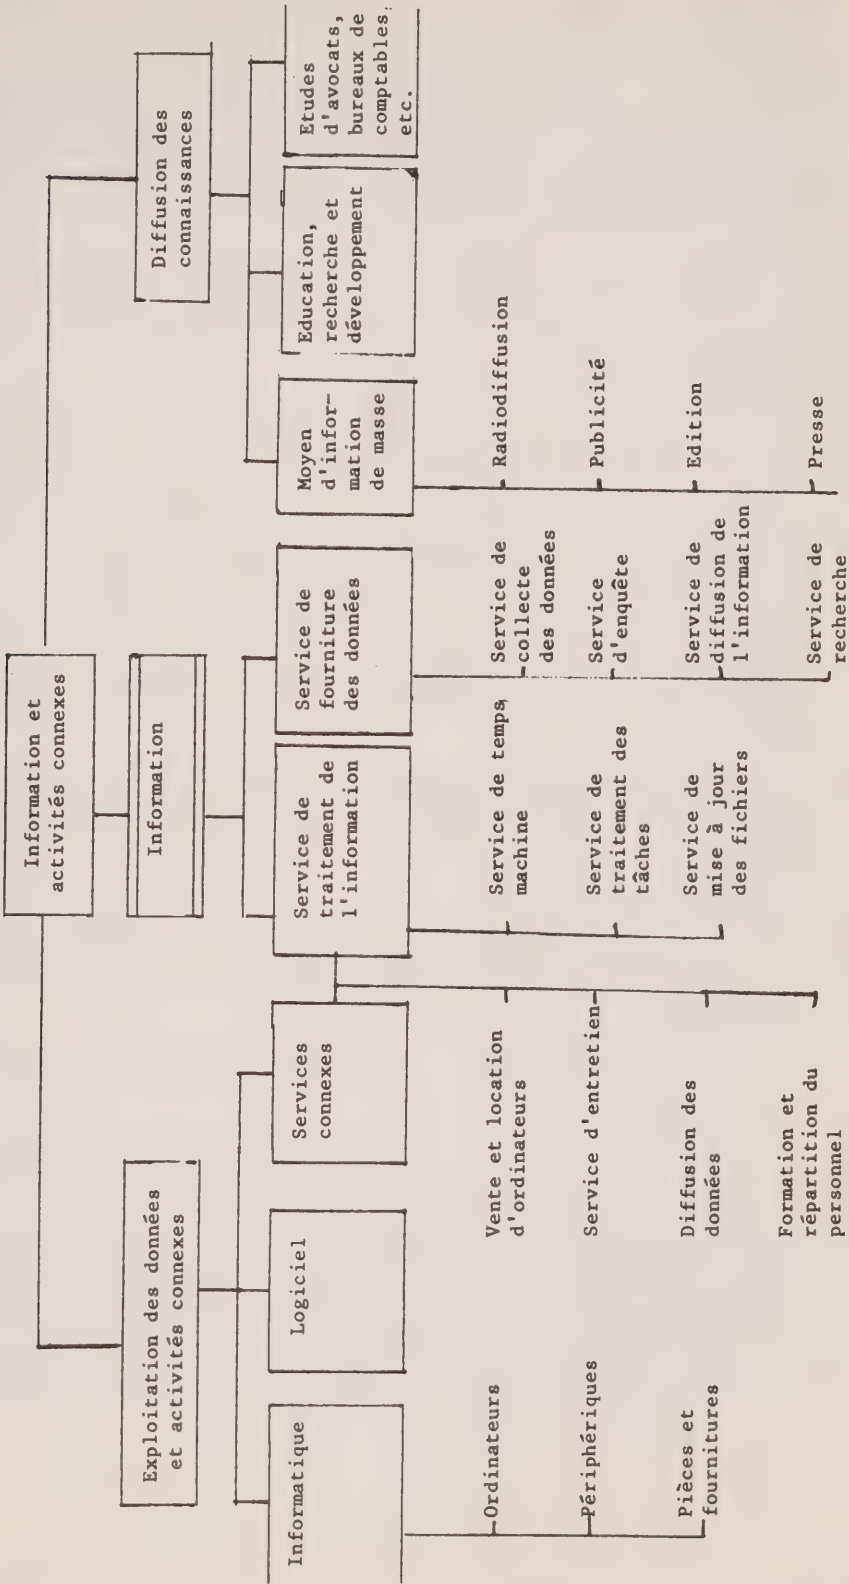 Information et
activités connexes
Exploitation des données
et activités connexes
Information
Diffusion des
connaissances
Informatique
Logiciel
Services
connexes
Service de
traitement de
l'information
Service de
fourniture
des données
Moyen
d'infor-
mation
de masse
Education,
recherche et
développement
Etudes
d'avocats,
bureaux de
comptables,
etc.
Ordinateurs
Périphériques
Pièces et
fournitures
Vente et location
d'ordinateurs
Service d'entretien
Diffusion des
données
Formation et
répartition du
personnel
Service de temps
machine
Service de
traitement des
tâches
Service de
mise à jour
des fichiers
Service de
collecte
des données
Service
d'enquête
Service de
diffusion de
l'information
Service de
recherche
Radiodiffusion
Publicité
Edition
Presse